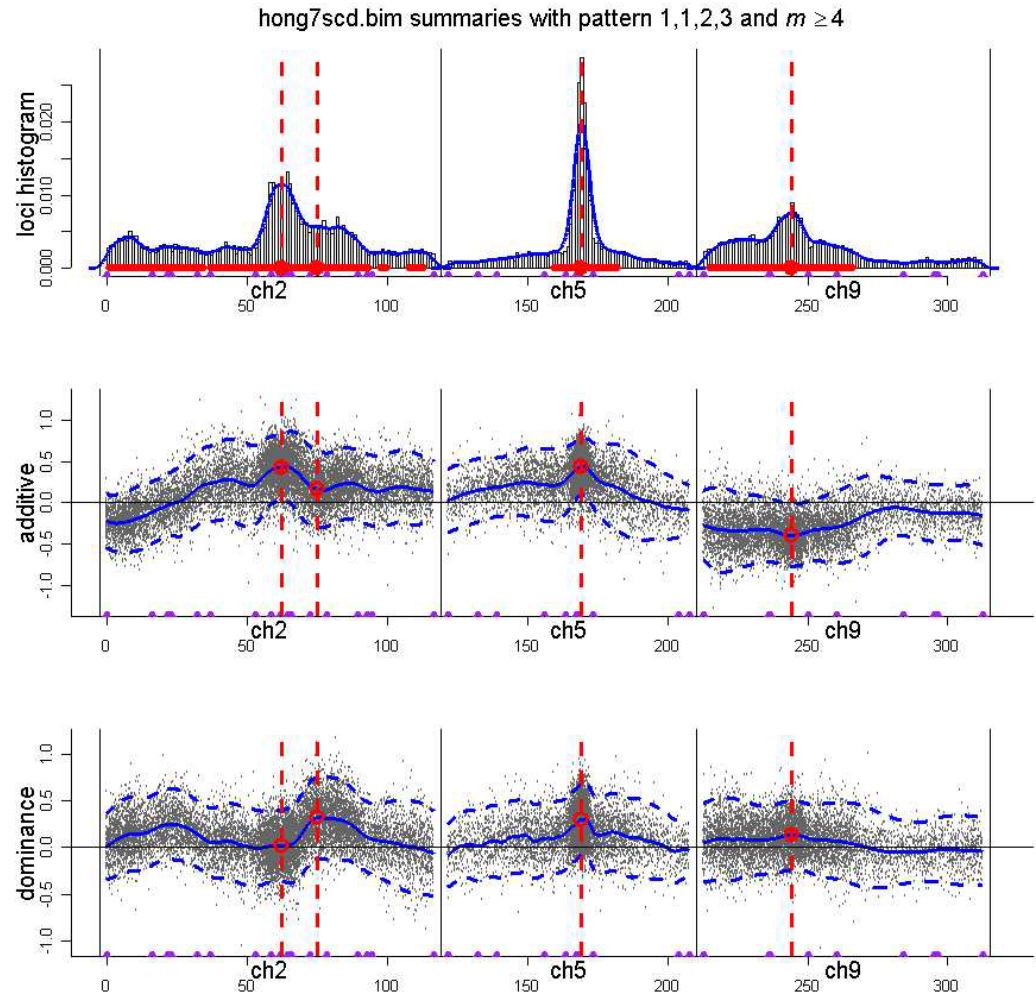 hong7scd.bim summaries with pattern 1,1,2,3 and m ≥ 4
loci histogram
0.000 0.010 0.020
ch2 ch5 ch9
0 50 100 150 200 250 300
additive
-1.0 -0.5 0.0 0.5 1.0
ch2 ch5 ch9
0 50 100 150 200 250 300
dominance
-1.0 -0.5 0.0 0.5 1.0
ch2 ch5 ch9
0 50 100 150 200 250 300